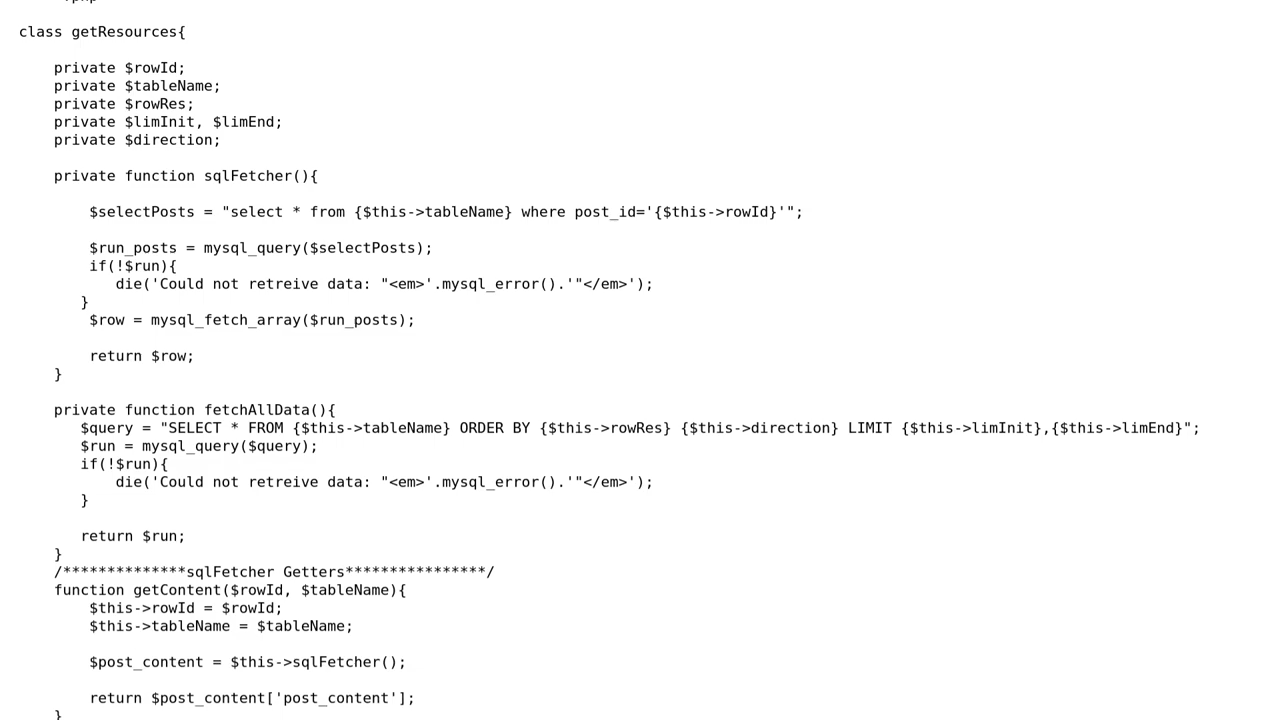 class getResources{
private $rowId;
private $tableName;
private $rowRes;
private $limInit, $limEnd;
private $direction;
private function sqlFetcher(){
$selectPosts = "select * from {$this->tableName} where post_id='{$this->rowId}'";
$run_posts = mysql_query($selectPosts);
if(!$run){
die('Could not retreive data: "<em>'.mysql_error().'"</em>');
}
$row = mysql_fetch_array($run_posts);
return $row;
}
private function fetchAllData(){
$query = "SELECT * FROM {$this->tableName} ORDER BY {$this->rowRes} {$this->direction} LIMIT {$this->limInit},{$this->limEnd}";
$run = mysql_query($query);
if(!$run){
die('Could not retreive data: "<em>'.mysql_error().'"</em>');
}
return $run;
}
/**************sqlFetcher Getters****************/
function getContent($rowId, $tableName){
$this->rowId = $rowId;
$this->tableName = $tableName;
$post_content = $this->sqlFetcher();
return $post_content['post_content'];
}